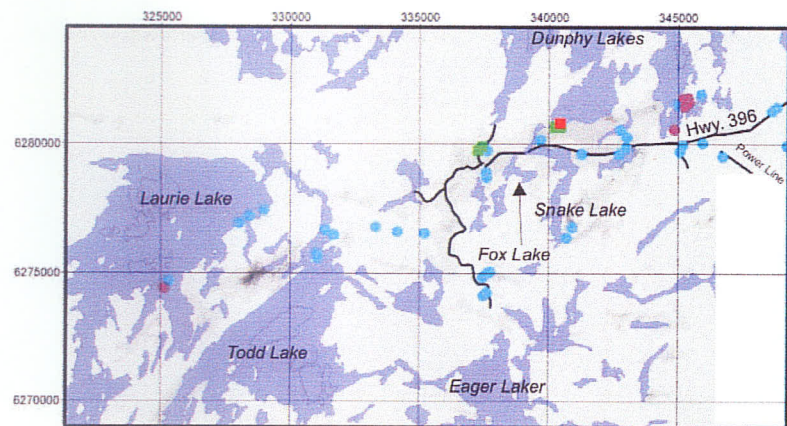 325000 330000 335000 340000 345000
Dunphy Lakes
Hwy. 396
6280000
Power Line
Laurie Lake
Snake Lake
Fox Lake
6275000
Todd Lake
Eager Laker
6270000